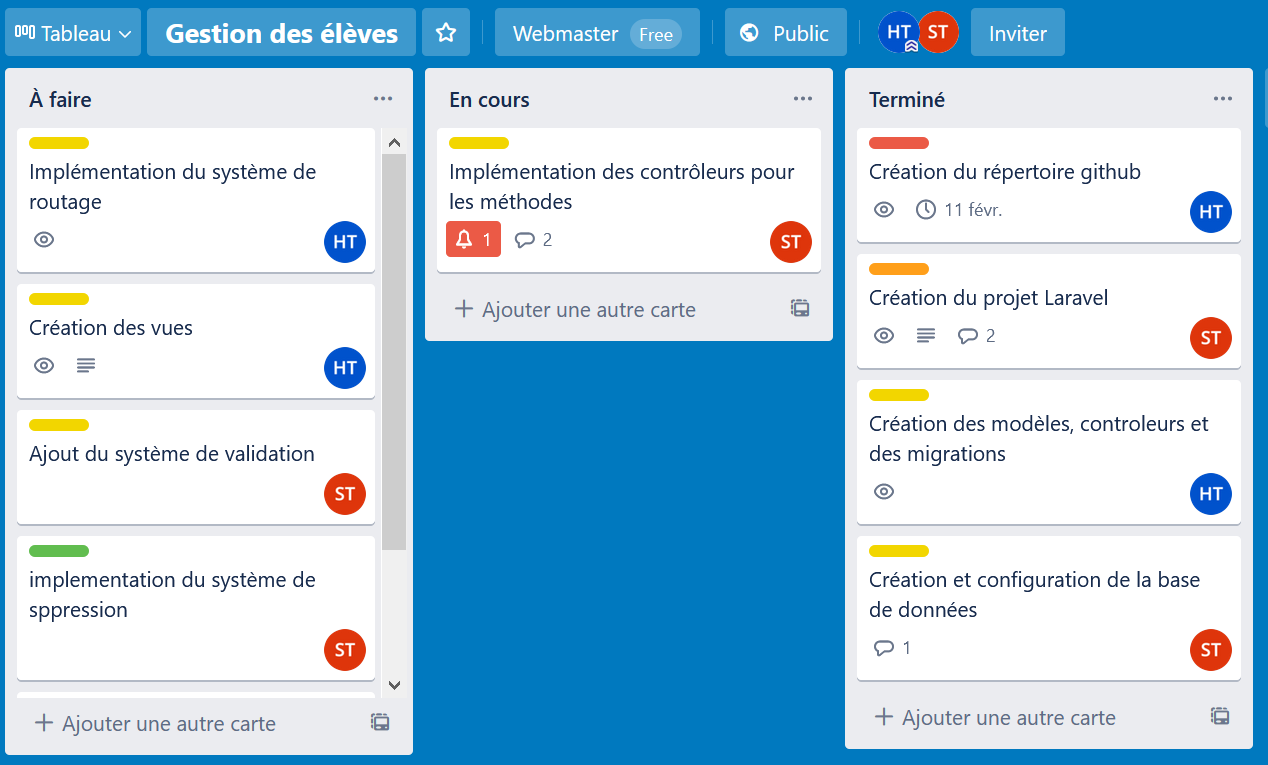 Tableau
Gestion des élèves
Webmaster Free
Public
HT ST
Inviter
À faire
Implémentation du système de
routage
HT
Création des vues
HT
Ajout du système de validation
ST
implementation du système de
sppression
ST
Ajouter une autre carte
En cours
Implémentation des contrôleurs pour
les méthodes
1 2
ST
Ajouter une autre carte
Terminé
Création du répertoire github
11 févr.
HT
Création du projet Laravel
2
ST
Création des modèles, controleurs et
des migrations
HT
Création et configuration de la base
de données
1
ST
Ajouter une autre carte